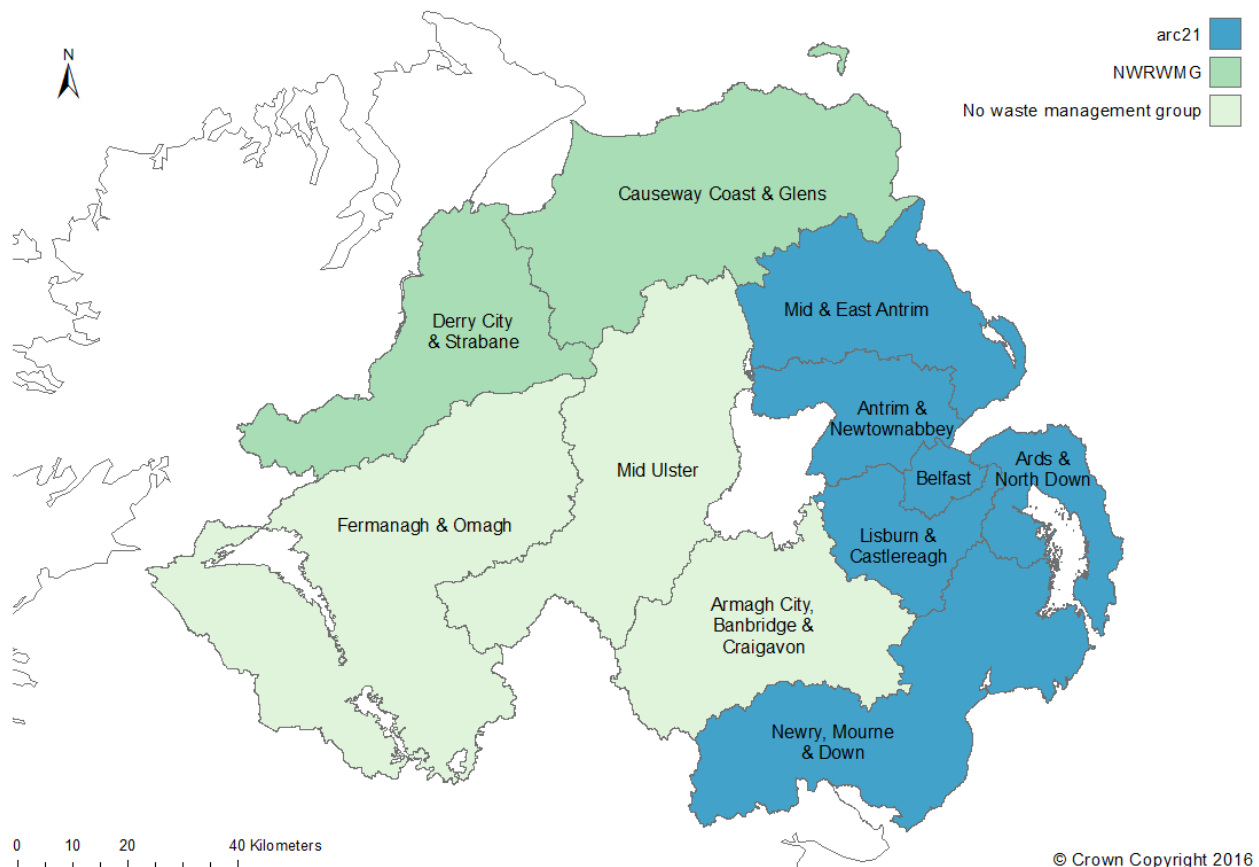 N
arc21
NWRWMG
No waste management group
Causeway Coast & Glens
Mid & East Antrim
Derry City
& Strabane
Antrim &
Newtownabbey
Belfast
Ards &
North Down
Mid Ulster
Fermanagh & Omagh
Lisburn &
Castlereagh
Armagh City,
Banbridge &
Craigavon
Newry, Mourne
& Down
0 10 20 40 Kilometers
© Crown Copyright 2016